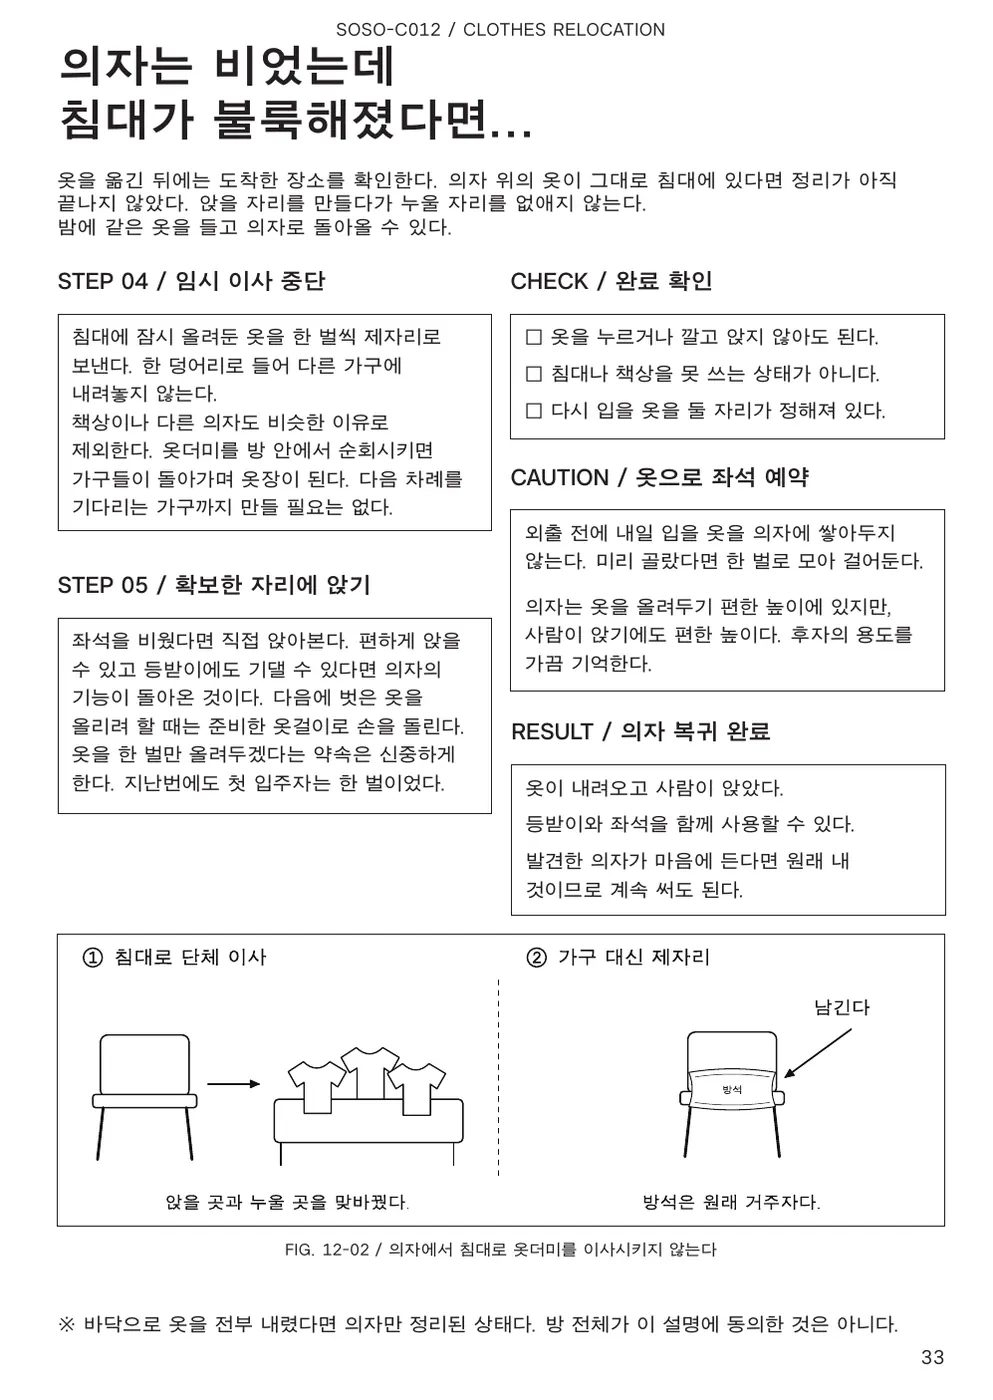 SOSO-C012 / CLOTHES RELOCATION
의자는 비었는데
침대가 불룩해졌다면...
옷을 옮긴 뒤에는 도착한 장소를 확인한다. 의자 위의 옷이 그대로 침대에 있다면 정리가 아직
끝나지 않았다. 앉을 자리를 만들다가 누울 자리를 없애지 않는다.
밤에 같은 옷을 들고 의자로 돌아올 수 있다.
STEP 04 / 임시 이사 중단
침대에 잠시 올려둔 옷을 한 벌씩 제자리로
보낸다. 한 덩어리로 들어 다른 가구에
내려놓지 않는다.
책상이나 다른 의자도 비슷한 이유로
제외한다. 옷더미를 방 안에서 순회시키면
가구들이 돌아가며 옷장이 된다. 다음 차례를
기다리는 가구까지 만들 필요는 없다.
STEP 05 / 확보한 자리에 앉기
좌석을 비웠다면 직접 앉아본다. 편하게 앉을
수 있고 등받이에도 기댈 수 있다면 의자의
기능이 돌아온 것이다. 다음에 벗은 옷을
올리려 할 때는 준비한 옷걸이로 손을 돌린다.
옷을 한 벌만 올려두겠다는 약속은 신중하게
한다. 지난번에도 첫 입주자는 한 벌이었다.
CHECK / 완료 확인
□ 옷을 누르거나 깔고 앉지 않아도 된다.
□ 침대나 책상을 못 쓰는 상태가 아니다.
□ 다시 입을 옷을 둘 자리가 정해져 있다.
CAUTION / 옷으로 좌석 예약
외출 전에 내일 입을 옷을 의자에 쌓아두지
않는다. 미리 골랐다면 한 벌로 모아 걸어둔다.
의자는 옷을 올려두기 편한 높이에 있지만,
사람이 앉기에도 편한 높이다. 후자의 용도를
가끔 기억한다.
RESULT / 의자 복귀 완료
옷이 내려오고 사람이 앉았다.
등받이와 좌석을 함께 사용할 수 있다.
발견한 의자가 마음에 든다면 원래 내
것이므로 계속 써도 된다.
① 침대로 단체 이사
앉을 곳과 누울 곳을 맞바꿨다.
② 가구 대신 제자리
남긴다
방석
방석은 원래 거주자다.
FIG. 12-02 / 의자에서 침대로 옷더미를 이사시키지 않는다
※ 바닥으로 옷을 전부 내렸다면 의자만 정리된 상태다. 방 전체가 이 설명에 동의한 것은 아니다.
33